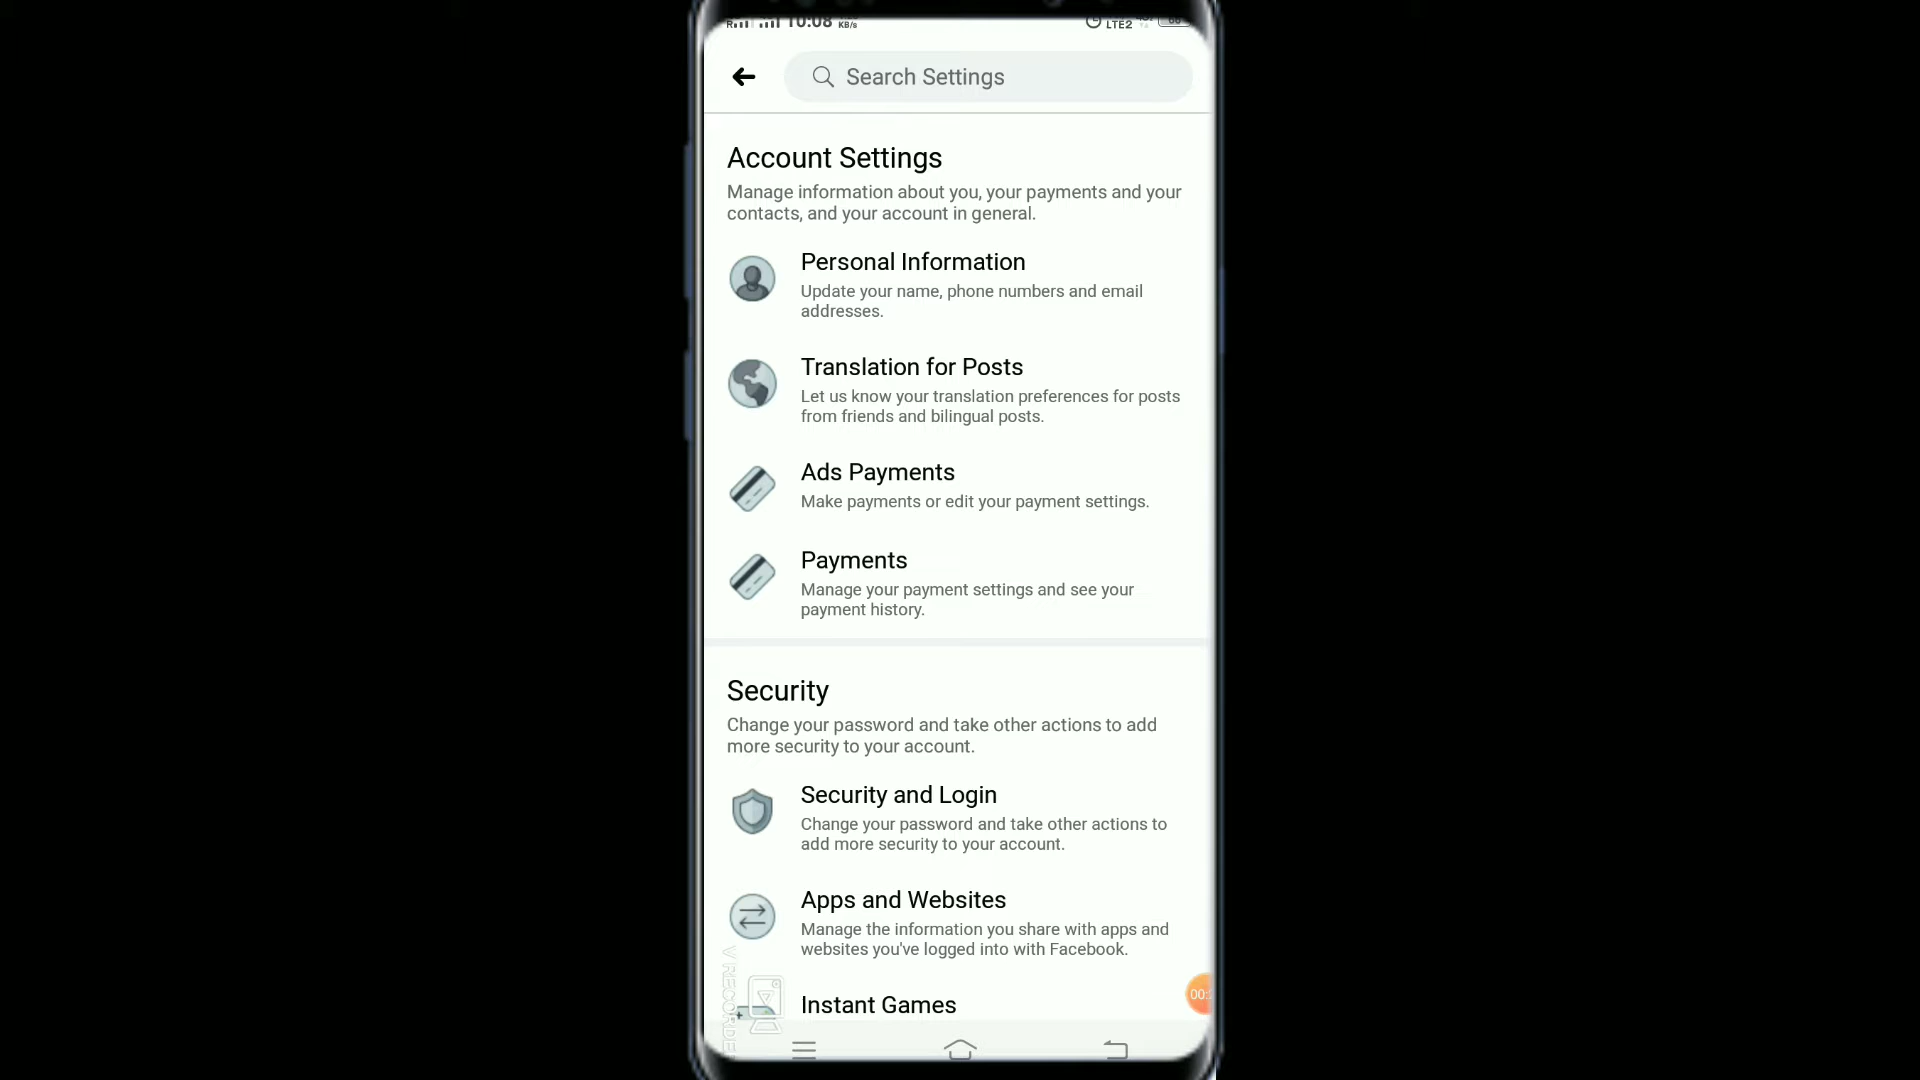 10:08 KB/s LTE2
Search Settings
Account Settings
Manage information about you, your payments and your
contacts, and your account in general.
Personal Information
Update your name, phone numbers and email
addresses.
Translation for Posts
Let us know your translation preferences for posts
from friends and bilingual posts.
Ads Payments
Make payments or edit your payment settings.
Payments
Manage your payment settings and see your
payment history.
Security
Change your password and take other actions to add
more security to your account.
Security and Login
Change your password and take other actions to
add more security to your account.
Apps and Websites
Manage the information you share with apps and
websites you've logged into with Facebook.
Instant Games
V RECORDER